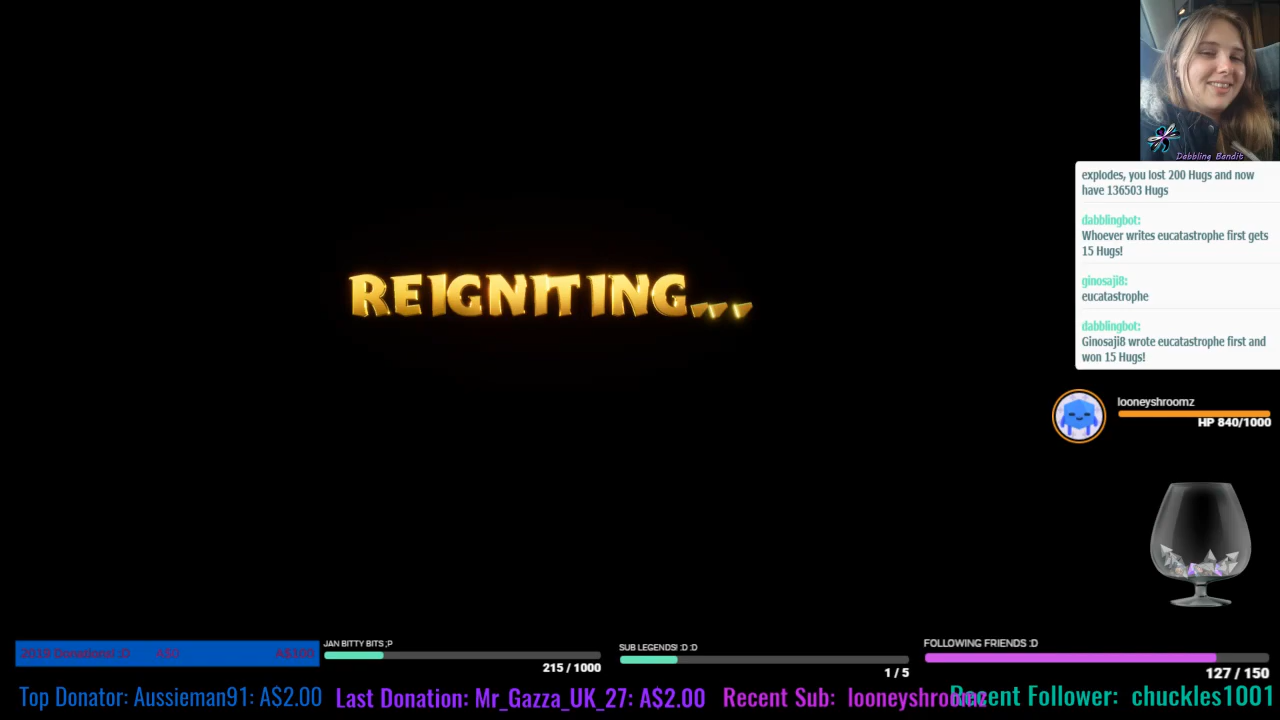 REIGNITING...
Dabbling Bandit
explodes, you lost 200 Hugs and now
have 136503 Hugs
dabblingbot:
Whoever writes eucatastrophe first gets
15 Hugs!
ginosaji8:
eucatastrophe
dabblingbot:
Ginosaji8 wrote eucatastrophe first and
won 15 Hugs!
looneyshroomz
HP 840/1000
JAN BITTY BITS ;P
215 / 1000
SUB LEGENDS! :D :D
1 / 5
FOLLOWING FRIENDS :D
127 / 150
Top Donator: Aussieman91: A$2.00
Last Donation: Mr_Gazza_UK_27: A$2.00
Recent Sub: looneyshroomz
Recent Follower: chuckles1001